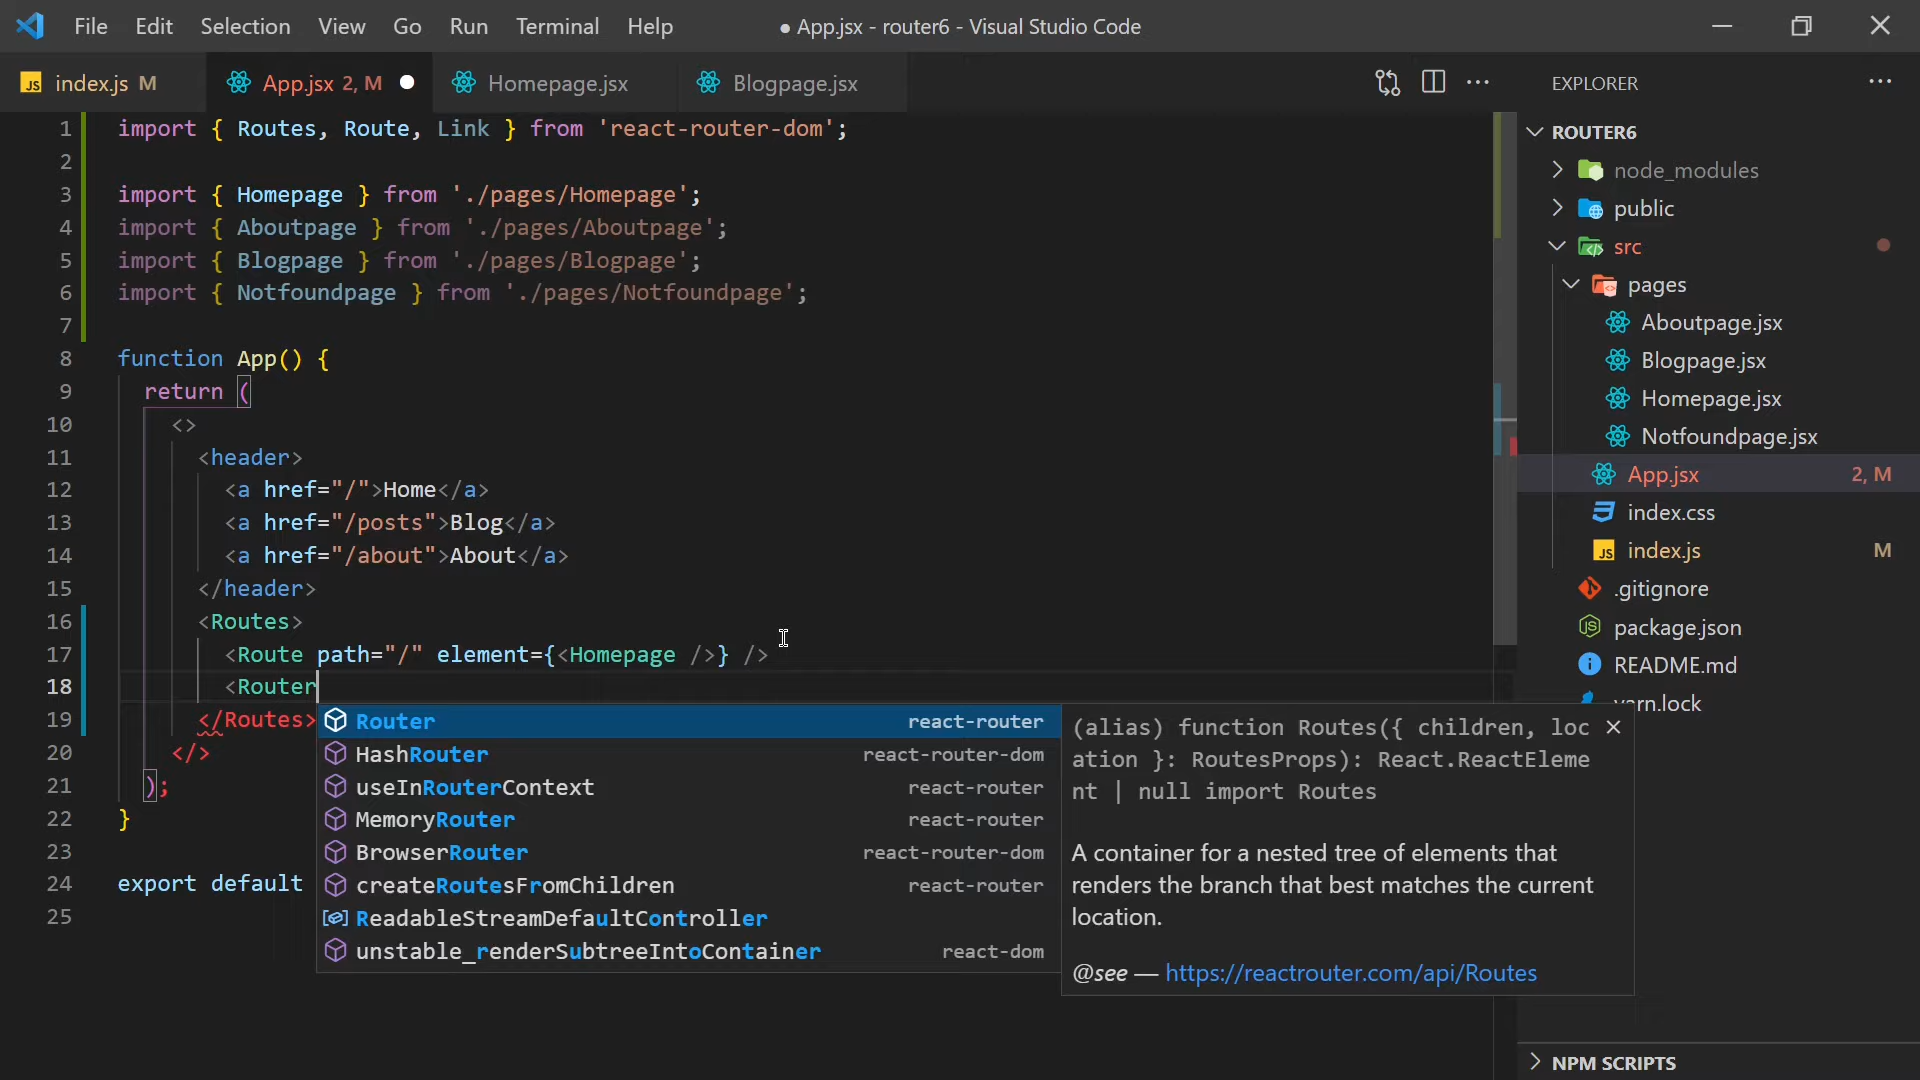 File Edit Selection View Go Run Terminal Help ● App.jsx - router6 - Visual Studio Code
JS index.js M App.jsx 2, M Homepage.jsx Blogpage.jsx
1 import { Routes, Route, Link } from 'react-router-dom';
2
3 import { Homepage } from './pages/Homepage';
4 import { Aboutpage } from './pages/Aboutpage';
5 import { Blogpage } from './pages/Blogpage';
6 import { Notfoundpage } from './pages/Notfoundpage';
7
8 function App() {
9 return (
10 <>
11 <header>
12 <a href="/">Home</a>
13 <a href="/posts">Blog</a>
14 <a href="/about">About</a>
15 </header>
16 <Routes>
17 <Route path="/" element={<Homepage />} />
18 <Router
19 </Routes>
20 </>
21 );
22 }
23
24 export default
25
Router react-router
HashRouter react-router-dom
useInRouterContext react-router
MemoryRouter react-router
BrowserRouter react-router-dom
createRoutesFromChildren react-router
ReadableStreamDefaultController
unstable_renderSubtreeIntoContainer react-dom
(alias) function Routes({ children, loc
ation }: RoutesProps): React.ReactEleme
nt | null import Routes
A container for a nested tree of elements that
renders the branch that best matches the current
location.
@see — https://reactrouter.com/api/Routes
EXPLORER
ROUTER6
node_modules
public
src
pages
Aboutpage.jsx
Blogpage.jsx
Homepage.jsx
Notfoundpage.jsx
App.jsx 2, M
index.css
JS index.js M
.gitignore
package.json
README.md
yarn.lock
NPM SCRIPTS